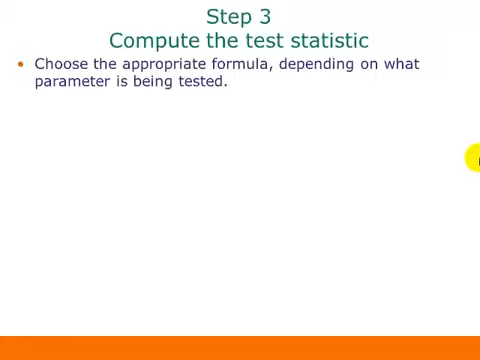 Step 3
Compute the test statistic
• Choose the appropriate formula, depending on what
parameter is being tested.